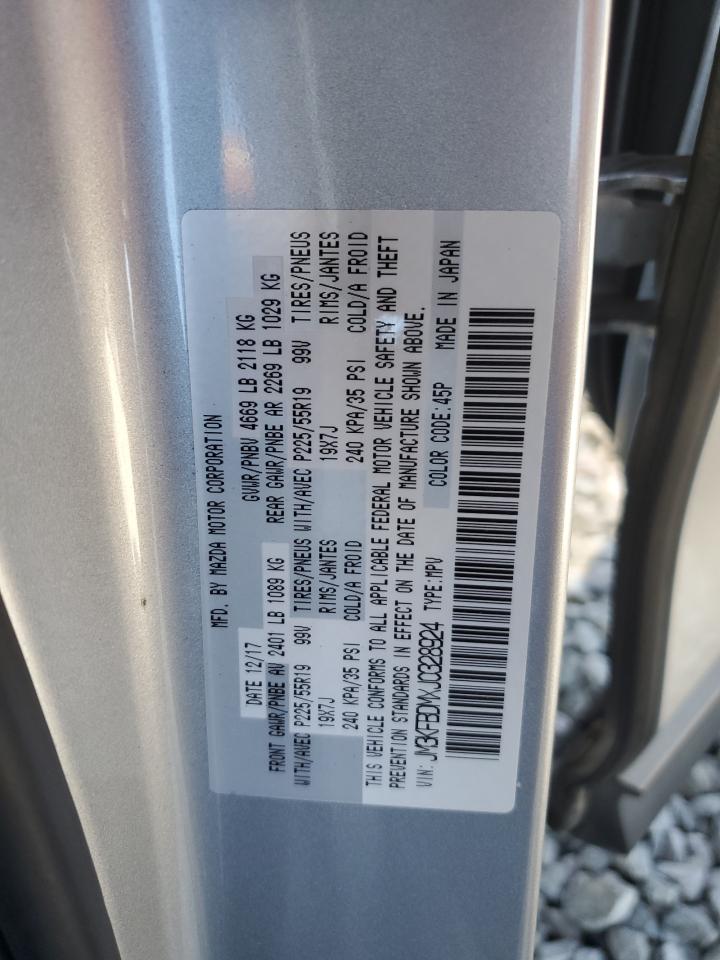 MFD. BY MAZDA MOTOR CORPORATION
DATE 12/17 GVWR/PNBV 4669 LB 2118 KG
FRONT GAWR/PNBE AV 2401 LB 1089 KG REAR GAWR/PNBE AR 2269 LB 1029 KG
WITH/AVEC P225/55R19 99V TIRES/PNEUS WITH/AVEC P225/55R19 99V TIRES/PNEUS
19X7J RIMS/JANTES 19X7J RIMS/JANTES
240 KPA/35 PSI COLD/A FROID 240 KPA/35 PSI COLD/A FROID
THIS VEHICLE CONFORMS TO ALL APPLICABLE FEDERAL MOTOR VEHICLE SAFETY AND THEFT
PREVENTION STANDARDS IN EFFECT ON THE DATE OF MANUFACTURE SHOWN ABOVE.
VIN: JM3KFBDMXJ0328924 TYPE:MPV COLOR CODE:45P MADE IN JAPAN